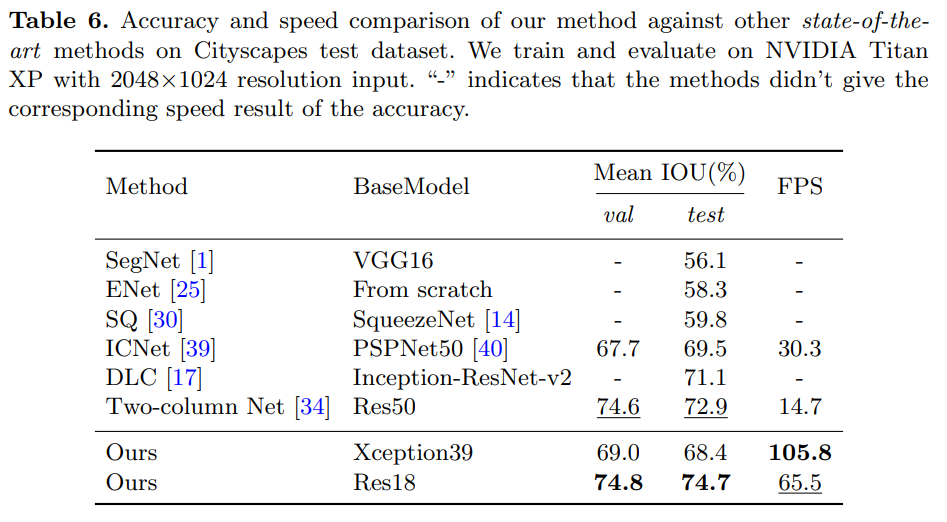 Table 6. Accuracy and speed comparison of our method against other state-of-the-
art methods on Cityscapes test dataset. We train and evaluate on NVIDIA Titan
XP with 2048×1024 resolution input. “-” indicates that the methods didn’t give the
corresponding speed result of the accuracy.
Method BaseModel Mean IOU(%) FPS
val test
SegNet [1] VGG16 - 56.1 -
ENet [25] From scratch - 58.3 -
SQ [30] SqueezeNet [14] - 59.8 -
ICNet [39] PSPNet50 [40] 67.7 69.5 30.3
DLC [17] Inception-ResNet-v2 - 71.1 -
Two-column Net [34] Res50 74.6 72.9 14.7
Ours Xception39 69.0 68.4 105.8
Ours Res18 74.8 74.7 65.5